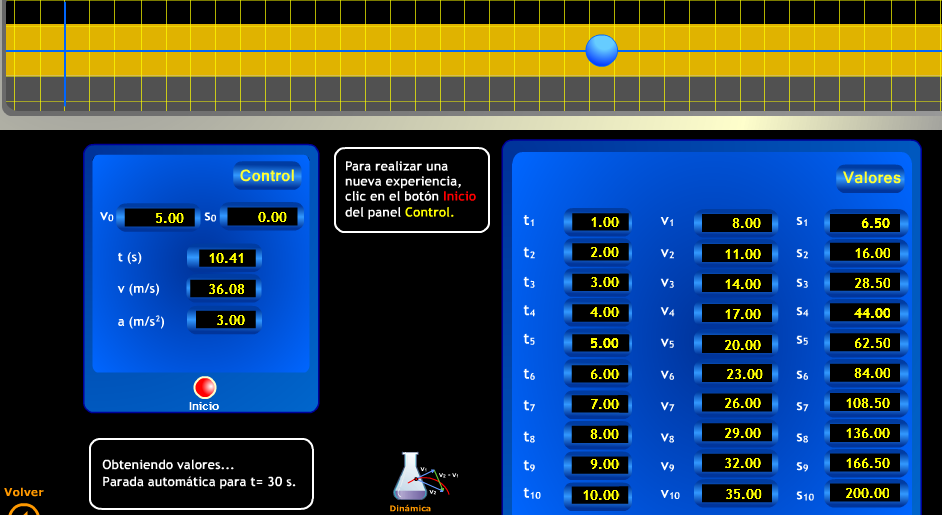 Control
v0 5.00 s0 0.00
t (s) 10.41
v (m/s) 36.08
a (m/s2) 3.00
Inicio
Para realizar una
nueva experiencia,
clic en el botón Inicio
del panel Control.
Valores
t1 1.00 v1 8.00 s1 6.50
t2 2.00 v2 11.00 s2 16.00
t3 3.00 v3 14.00 s3 28.50
t4 4.00 v4 17.00 s4 44.00
t5 5.00 v5 20.00 s5 62.50
t6 6.00 v6 23.00 s6 84.00
t7 7.00 v7 26.00 s7 108.50
t8 8.00 v8 29.00 s8 136.00
t9 9.00 v9 32.00 s9 166.50
t10 10.00 v10 35.00 s10 200.00
Obteniendo valores...
Parada automática para t= 30 s.
Volver
Dinámica